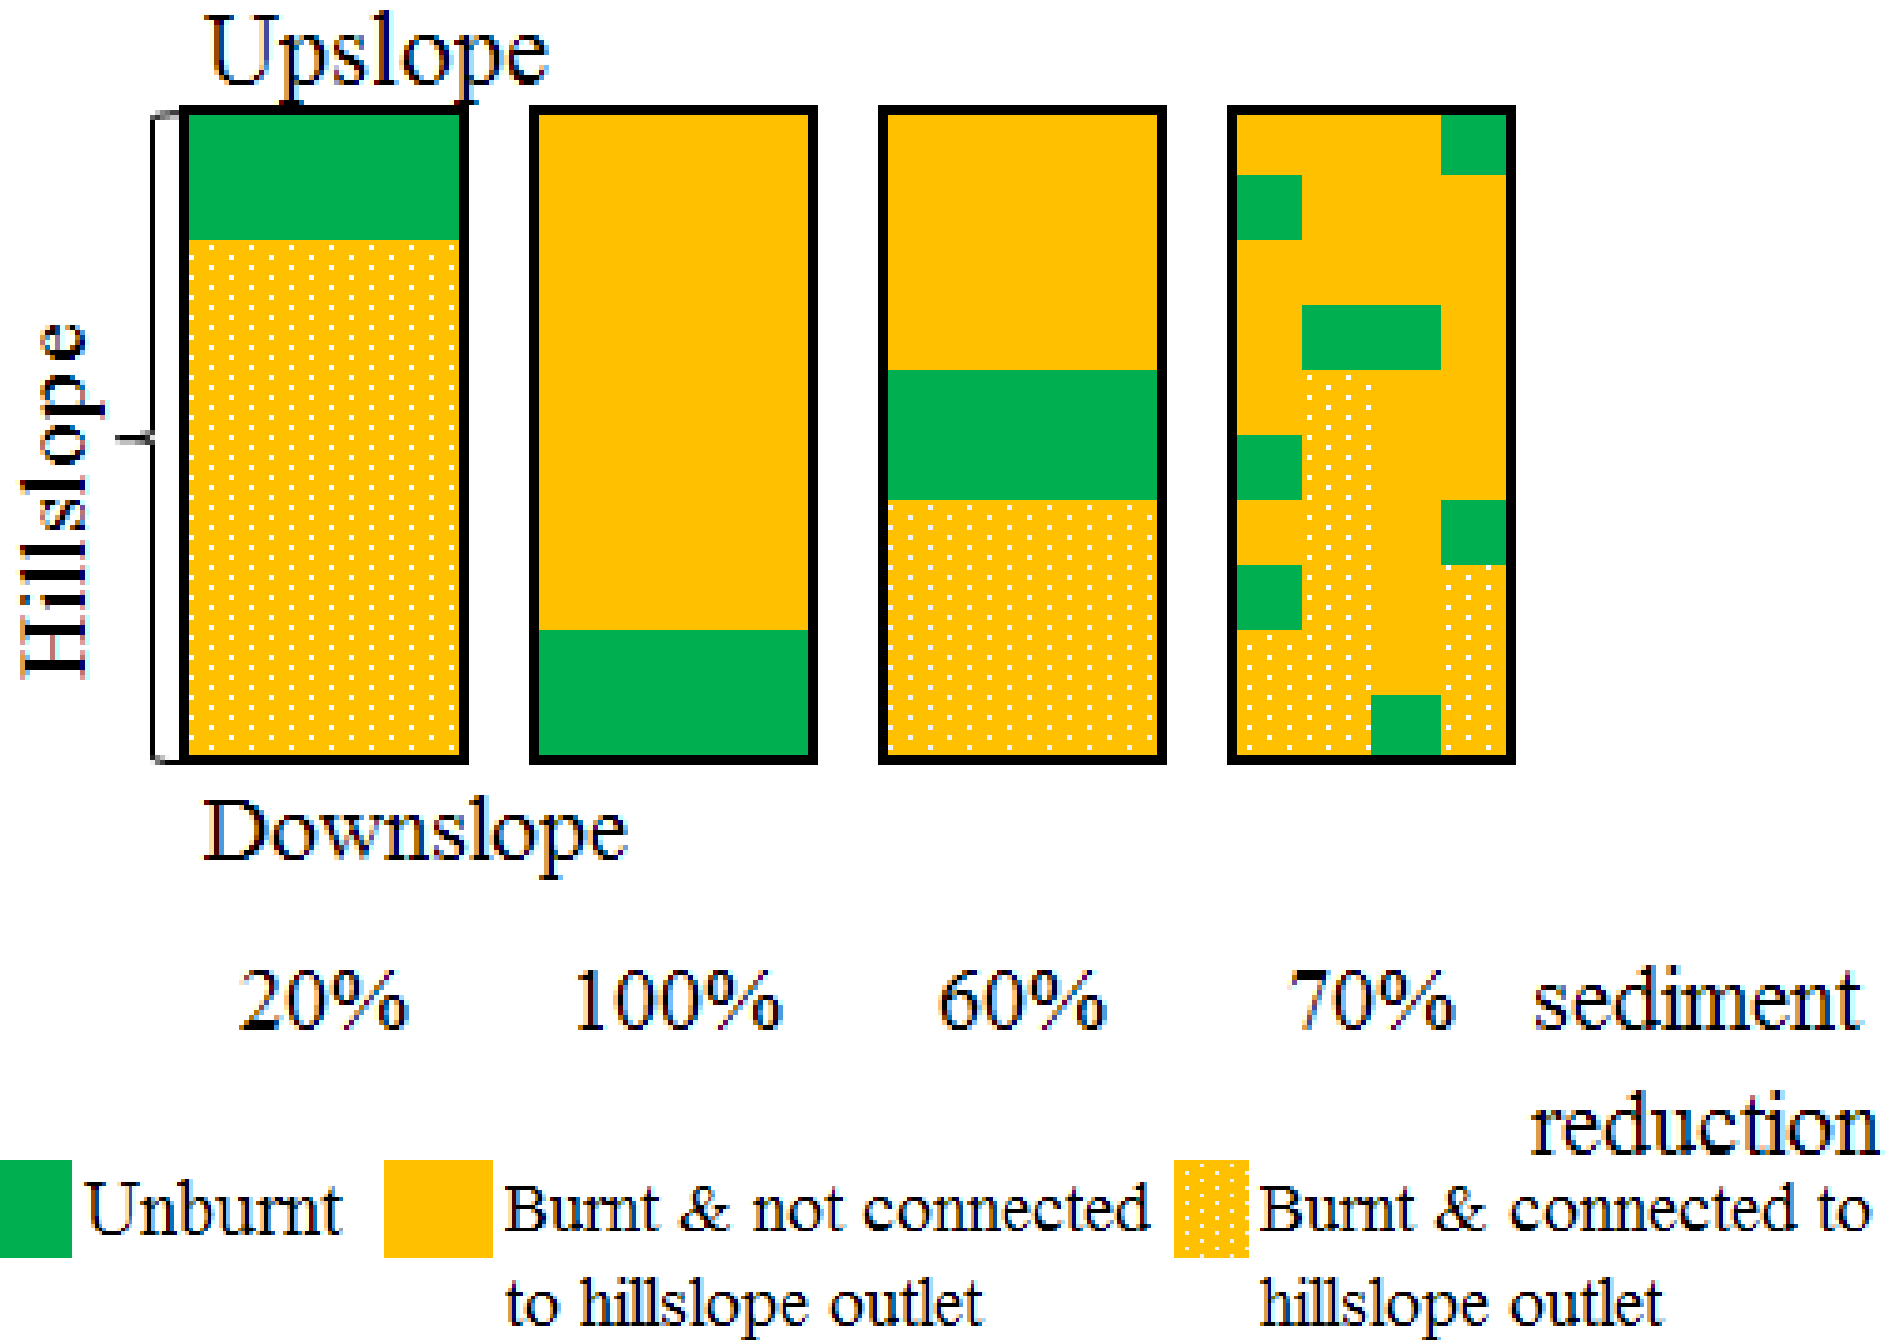 Upslope
Hillslope
Downslope
20% 100% 60% 70% sediment
reduction
Unburnt Burnt & not connected Burnt & connected to
to hillslope outlet hillslope outlet